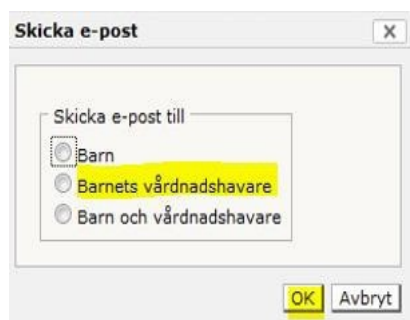 Skicka e-post
X
Skicka e-post till
Barn
Barnets vårdnadshavare
Barn och vårdnadshavare
OK Avbryt